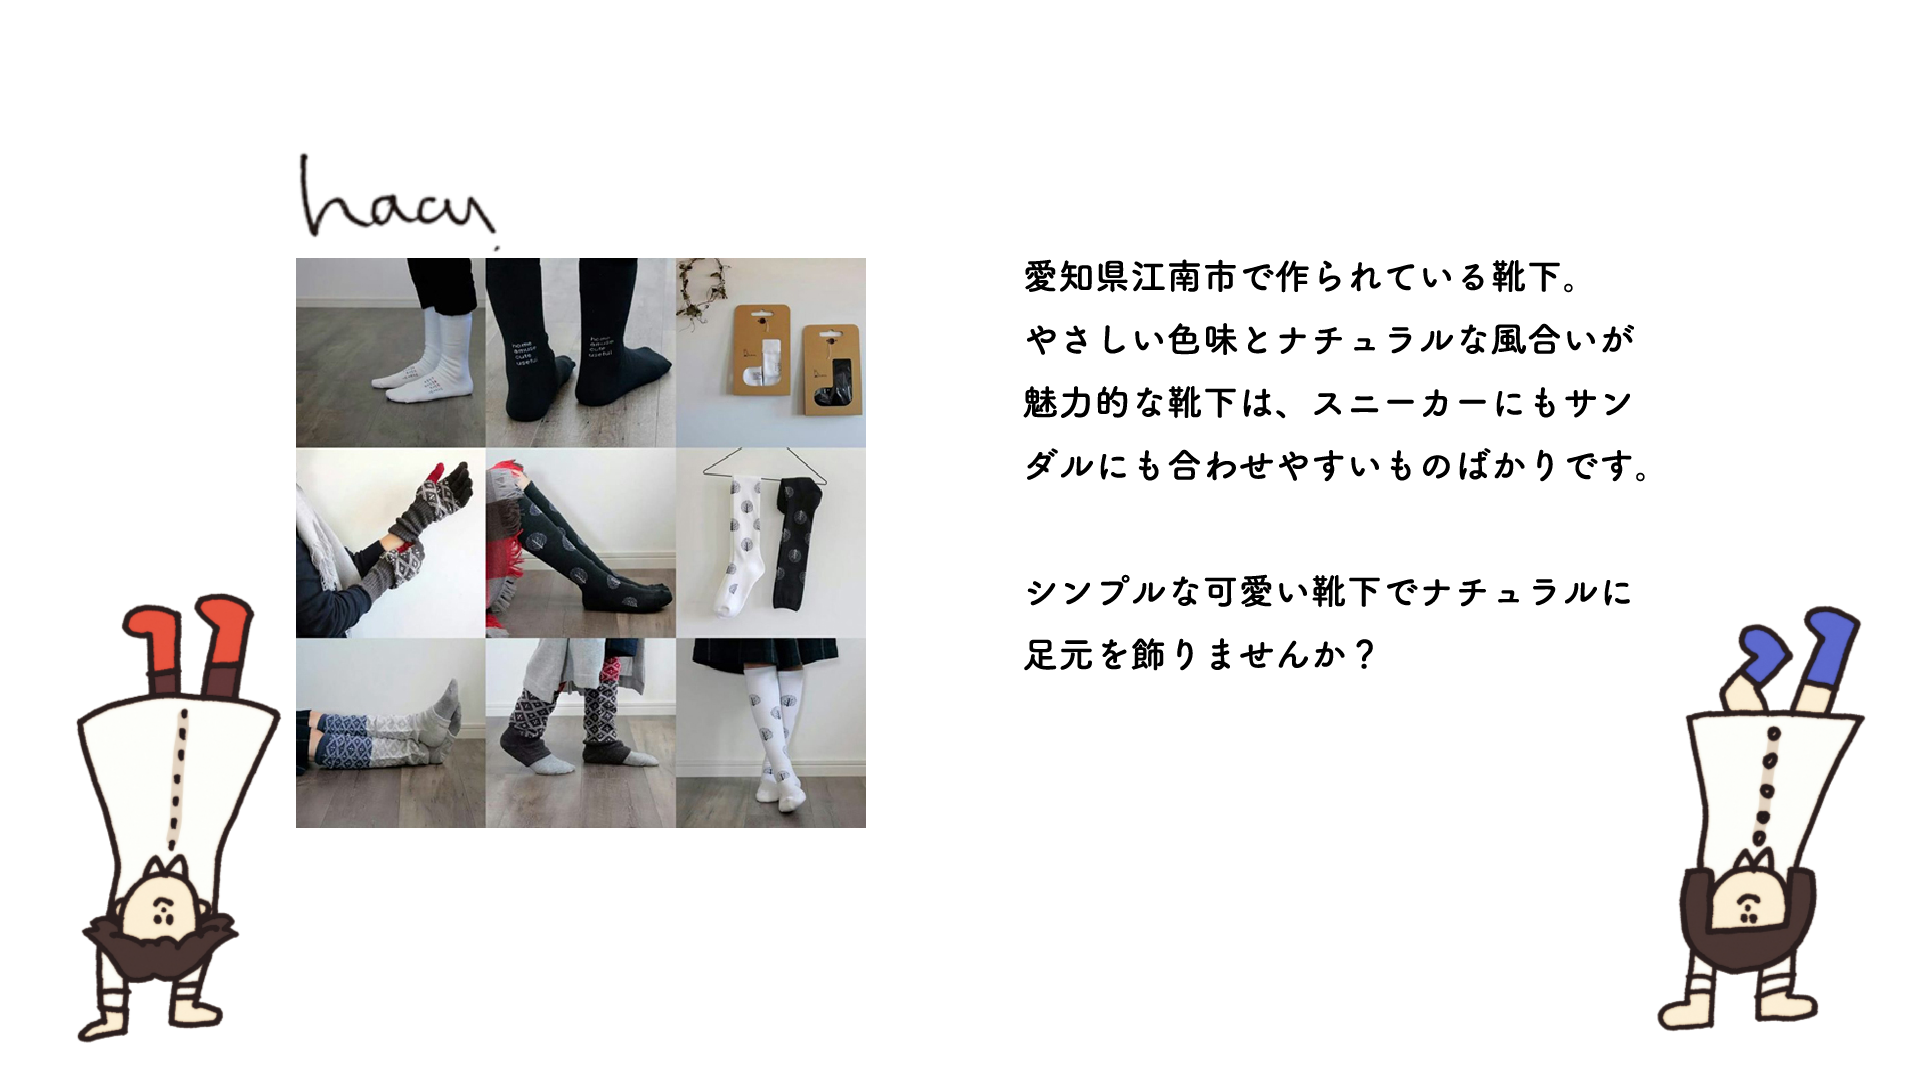 hacu.
愛知県江南市で作られている靴下。
やさしい色味とナチュラルな風合いが
魅力的な靴下は、スニーカーにもサン
ダルにも合わせやすいものばかりです。
シンプルな可愛い靴下でナチュラルに
足元を飾りませんか？